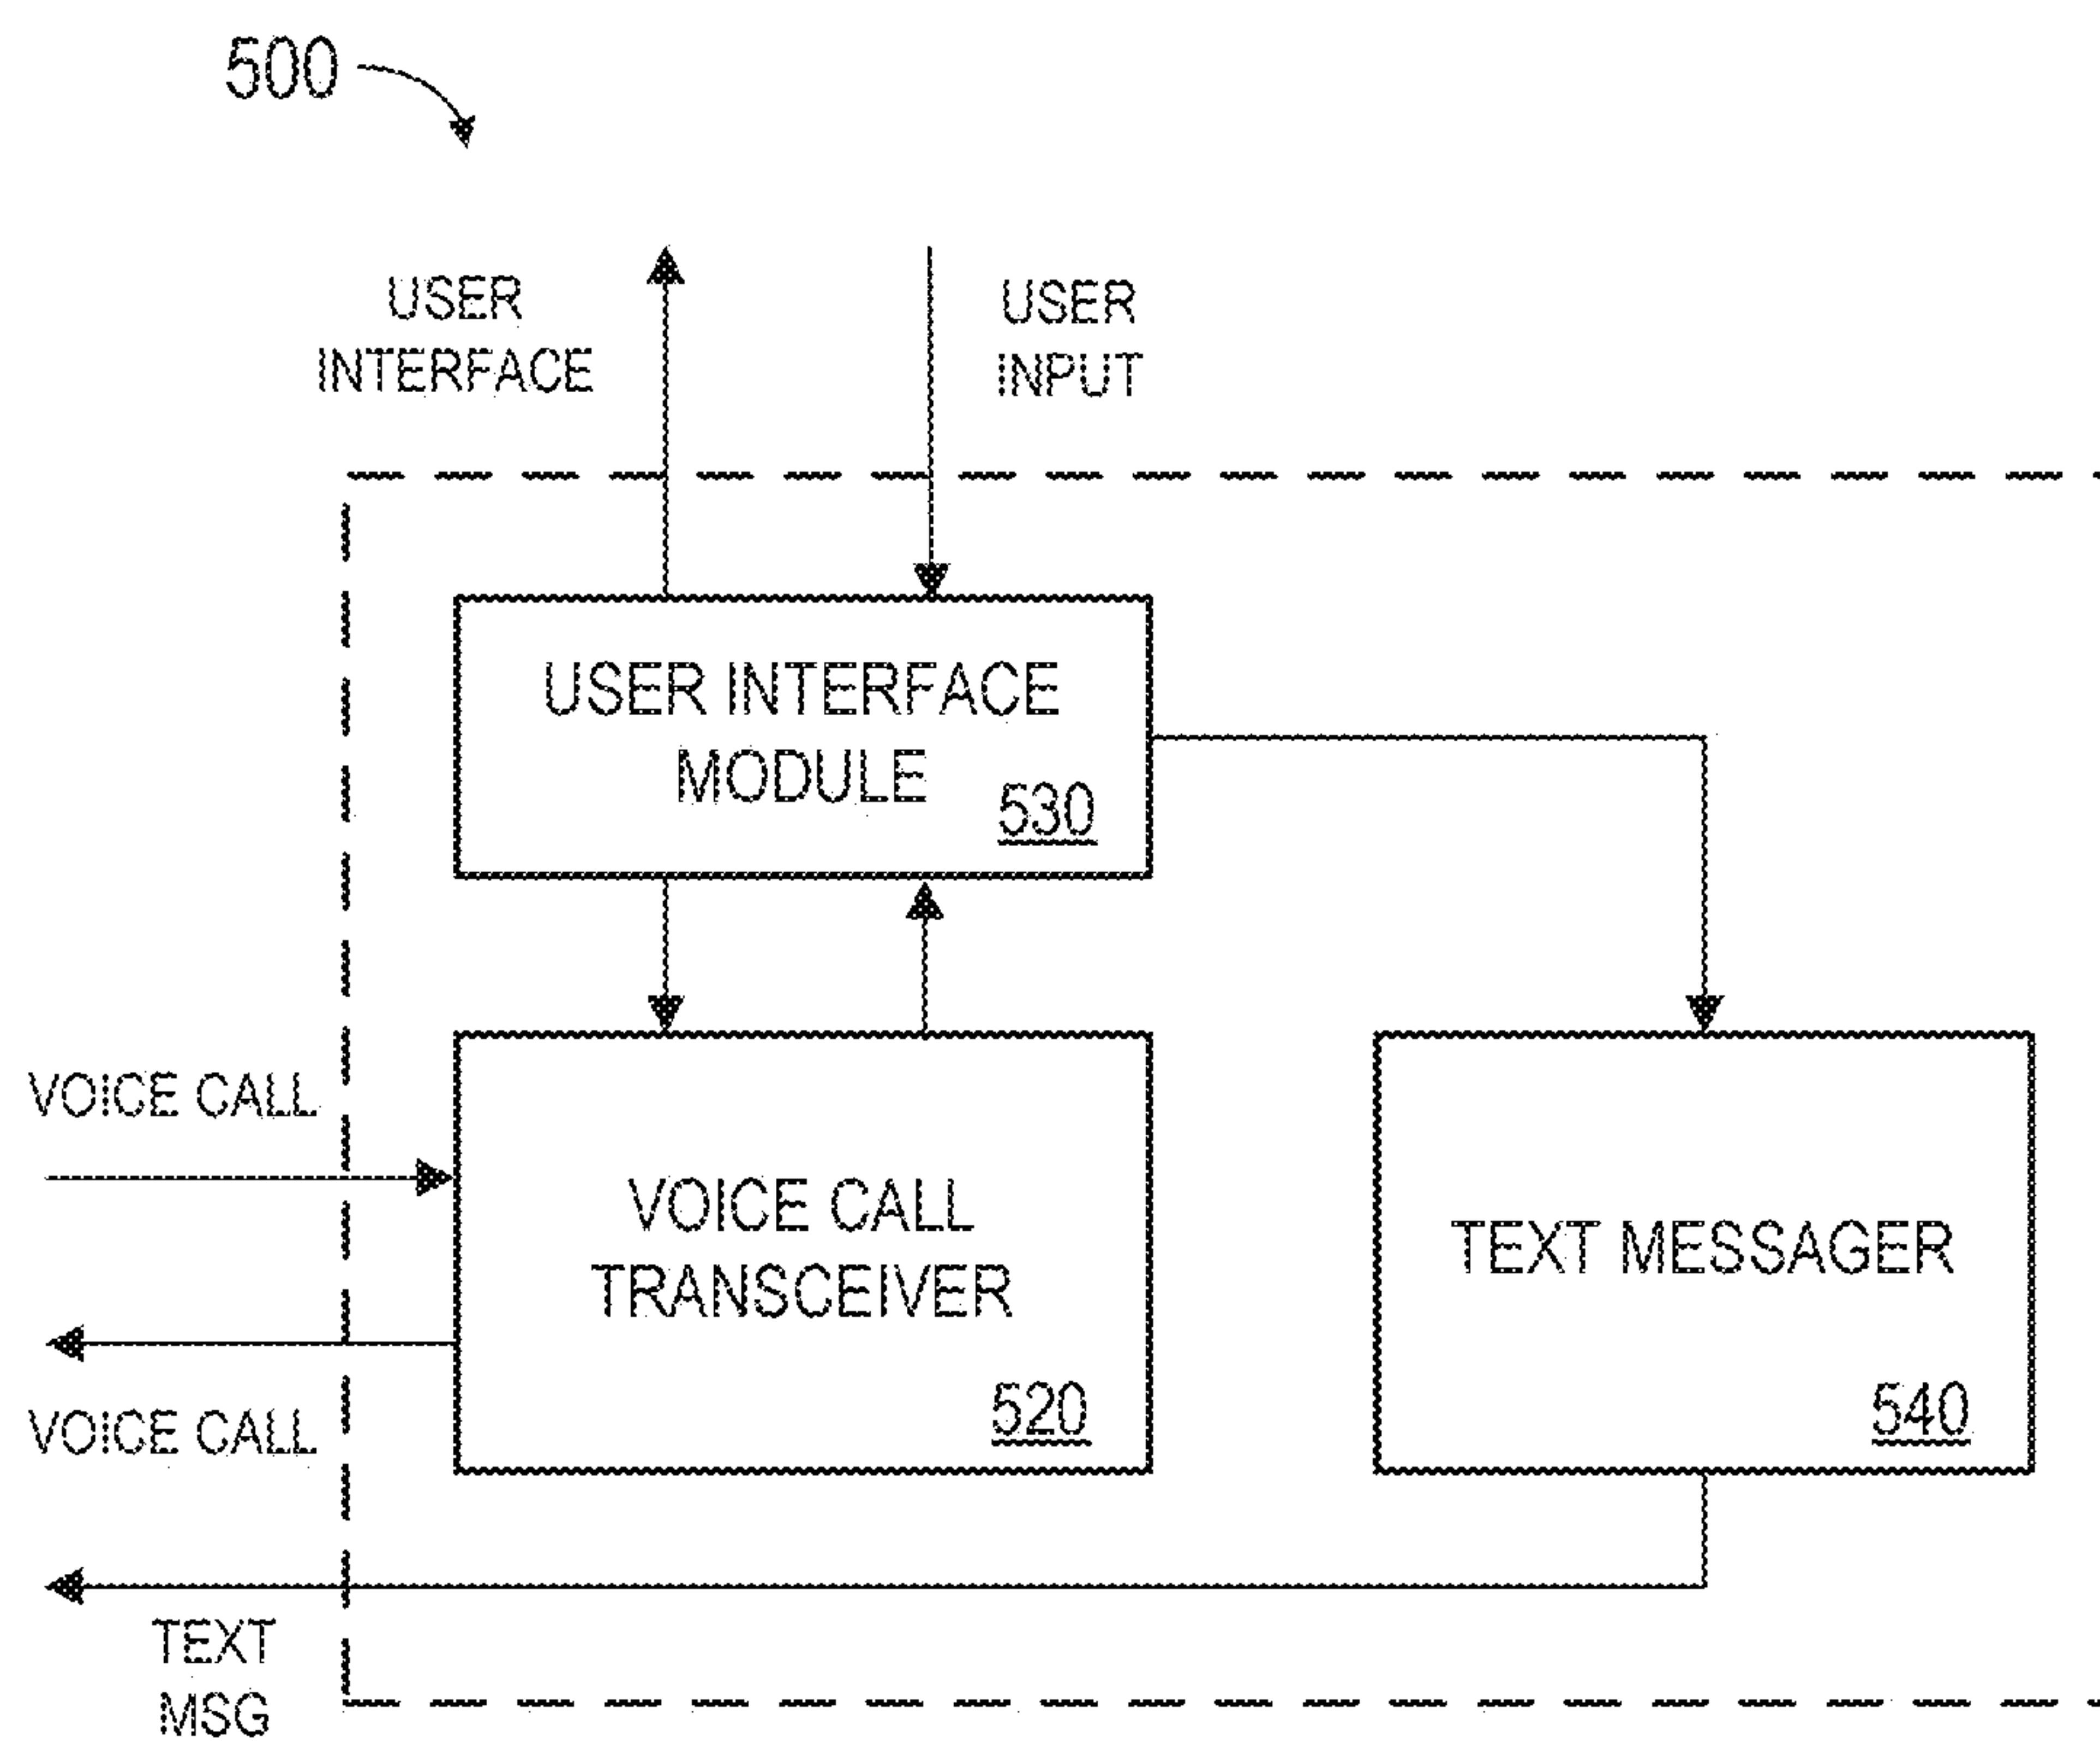 500
USER
INTERFACE
USER
INPUT
USER INTERFACE
MODULE
530
VOICE CALL
VOICE CALL
TRANSCEIVER
520
TEXT MESSAGER
540
VOICE CALL
TEXT
MSG